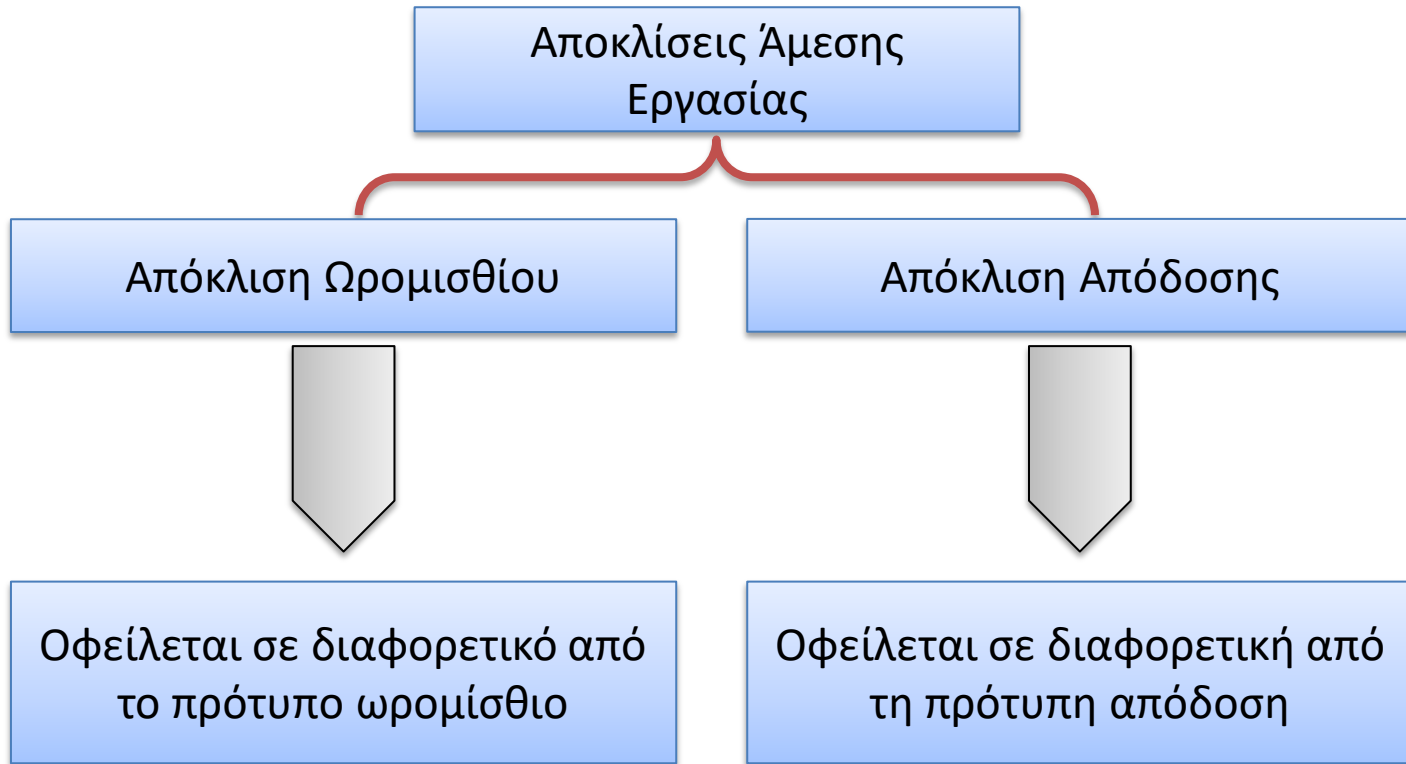 Αποκλίσεις Άμεσης
Εργασίας
Απόκλιση Ωρομισθίου
Απόκλιση Απόδοσης
Οφείλεται σε διαφορετικό από
το πρότυπο ωρομίσθιο
Οφείλεται σε διαφορετική από
τη πρότυπη απόδοση